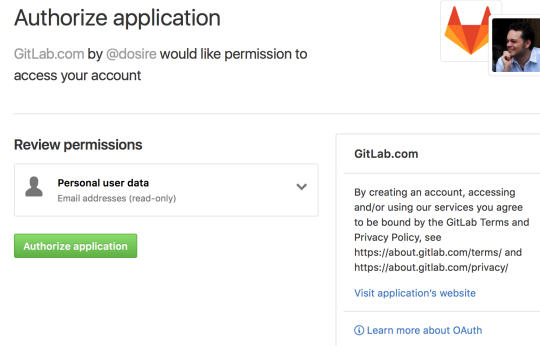 Authorize application
GitLab.com by @dosire would like permission to
access your account
Review permissions
Personal user data
Email addresses (read-only)
Authorize application
GitLab.com
By creating an account, accessing
and/or using our services you agree
to be bound by the GitLab Terms and
Privacy Policy, see
https://about.gitlab.com/terms/ and
https://about.gitlab.com/privacy/
Visit application's website
Learn more about OAuth